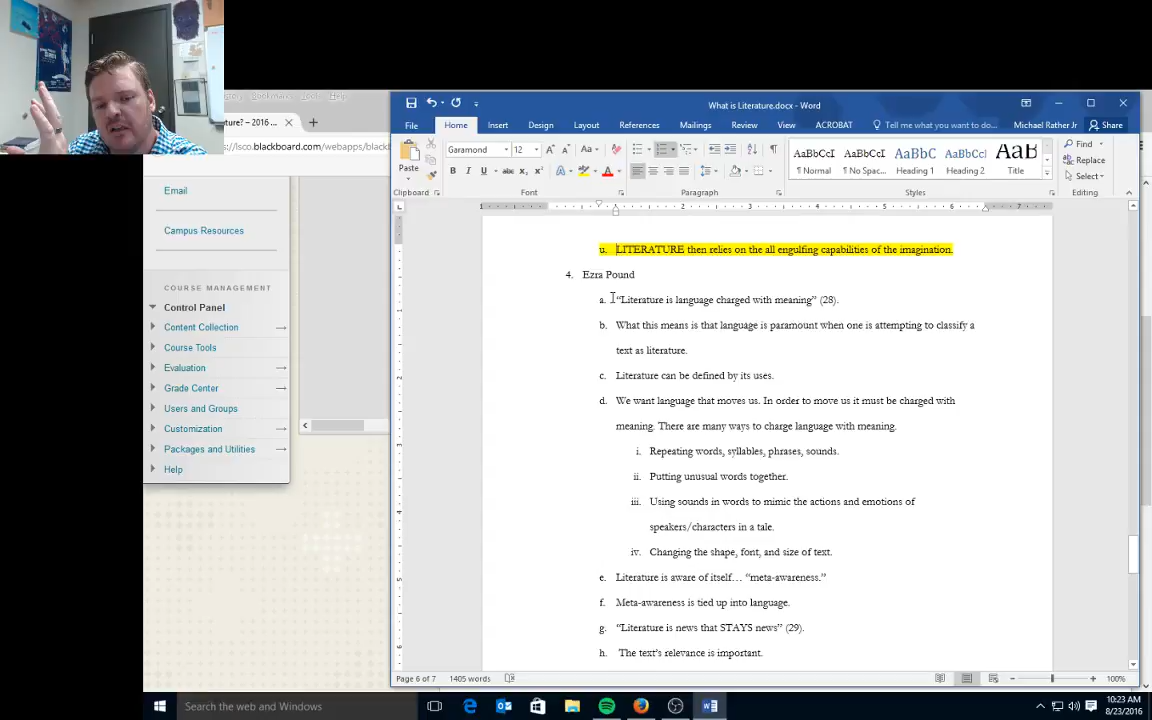 What is Literature.docx - Word
File Home Insert Design Layout References Mailings Review View ACROBAT Tell me what you want to do... Michael Rather Jr Share
Paste
Garamond 12
Aa
B I U abc x₂ x²
AaBbCcI AaBbCcI AaBbC AaBbCcI AaB
¶ Normal ¶ No Spac... Heading 1 Heading 2 Title
Find
Replace
Select
Clipboard Font Paragraph Styles Editing
ture? – 2016
://lsco.blackboard.com/webapps/blackb
Email
Campus Resources
COURSE MANAGEMENT
Control Panel
Content Collection
Course Tools
Evaluation
Grade Center
Users and Groups
Customization
Packages and Utilities
Help
u. LITERATURE then relies on the all engulfing capabilities of the imagination.
4. Ezra Pound
a. “Literature is language charged with meaning” (28).
b. What this means is that language is paramount when one is attempting to classify a
text as literature.
c. Literature can be defined by its uses.
d. We want language that moves us. In order to move us it must be charged with
meaning. There are many ways to charge language with meaning.
i. Repeating words, syllables, phrases, sounds.
ii. Putting unusual words together.
iii. Using sounds in words to mimic the actions and emotions of
speakers/characters in a tale.
iv. Changing the shape, font, and size of text.
e. Literature is aware of itself… “meta-awareness.”
f. Meta-awareness is tied up into language.
g. “Literature is news that STAYS news” (29).
h. The text’s relevance is important.
Page 6 of 7 1405 words 100%
Search the web and Windows
10:23 AM
8/23/2016